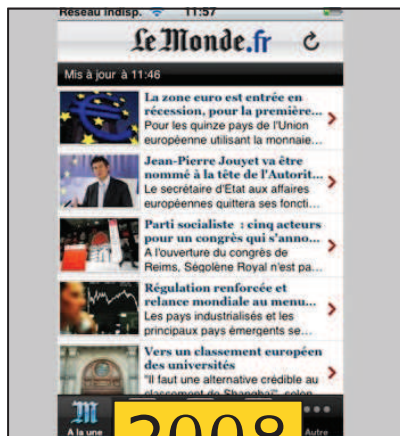 Réseau indisp. 11:57
Le Monde.fr
Mis à jour à 11:46
La zone euro est entrée en
récession, pour la première...
Pour les quinze pays de l'Union
européenne utilisant la monnaie...
Jean-Pierre Jouyet va être
nommé à la tête de l'Autorit...
Le secrétaire d'Etat aux affaires
européennes quittera ses foncti...
Parti socialiste : cinq acteurs
pour un congrès qui s'anno...
A l'ouverture du congrès de
Reims, Ségolène Royal n'est pa...
Régulation renforcée et
relance mondiale au menu...
Les pays industrialisés et les
principaux pays émergents se...
Vers un classement européen
des universités
"Il faut une alternative crédible au
classement de Shanghaï", selon
M
A la une
2008
Autre